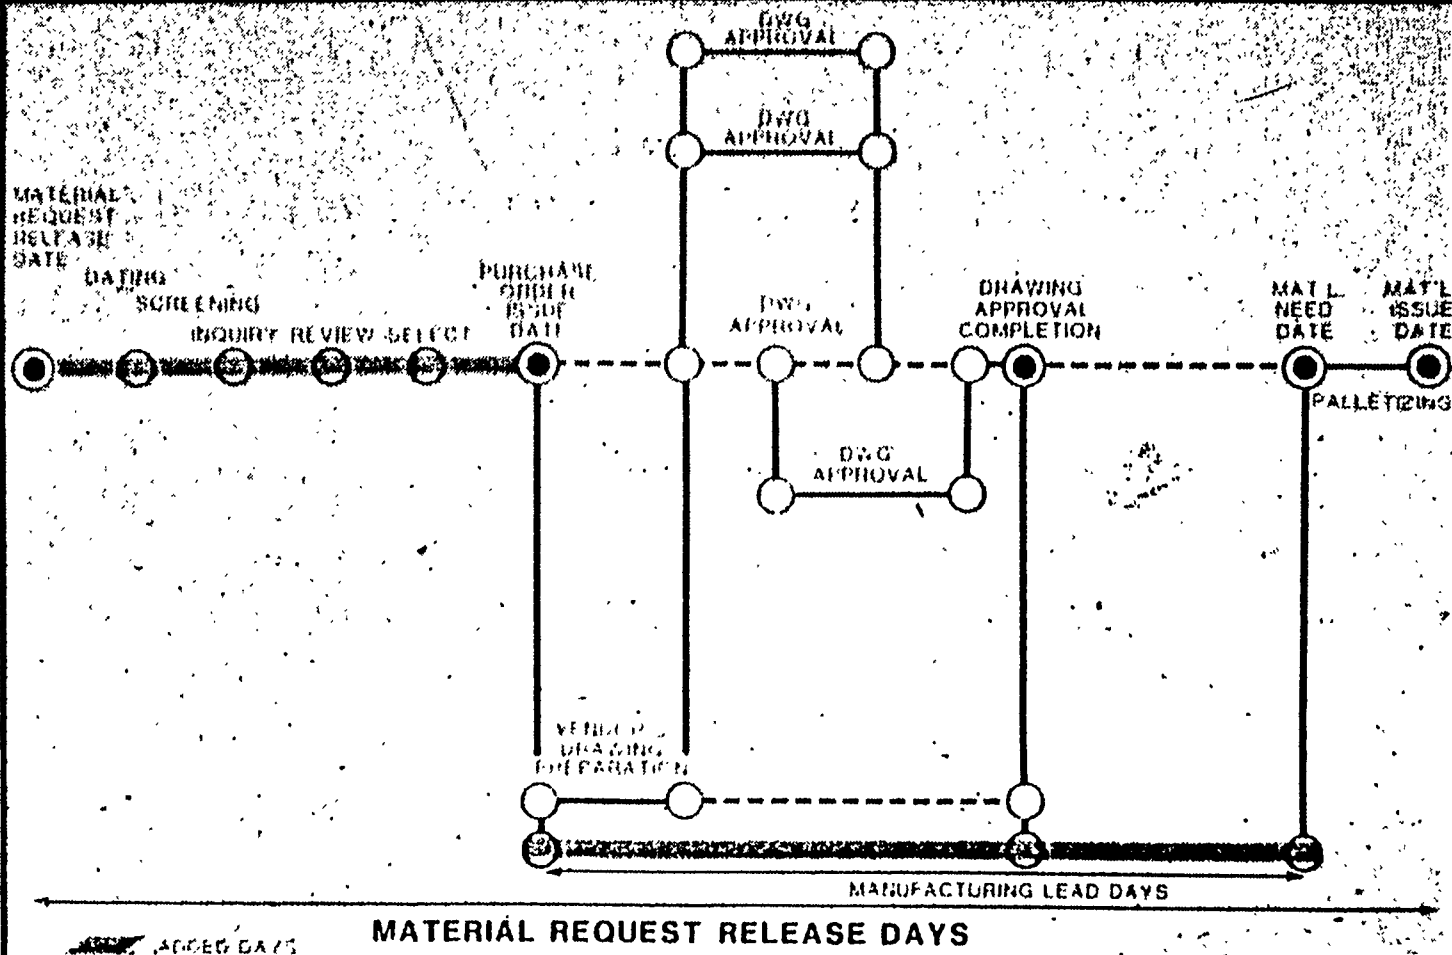 DWG
APPROVAL
DWG
APPROVAL
MATERIAL
REQUEST
RELEASE
DATE
DATING
SCREENING
INQUIRY REVIEW SELECT
PURCHASE
ORDER
ISSUE
DATE
DWG
APPROVAL
DRAWING
APPROVAL
COMPLETION
MAT'L
NEED
DATE
MAT'L
ISSUE
DATE
PALLETIZING
DWG
APPROVAL
VENDOR
DRAWING
PREPARATION
MANUFACTURING LEAD DAYS
MATERIAL REQUEST RELEASE DAYS
ADDED DAYS